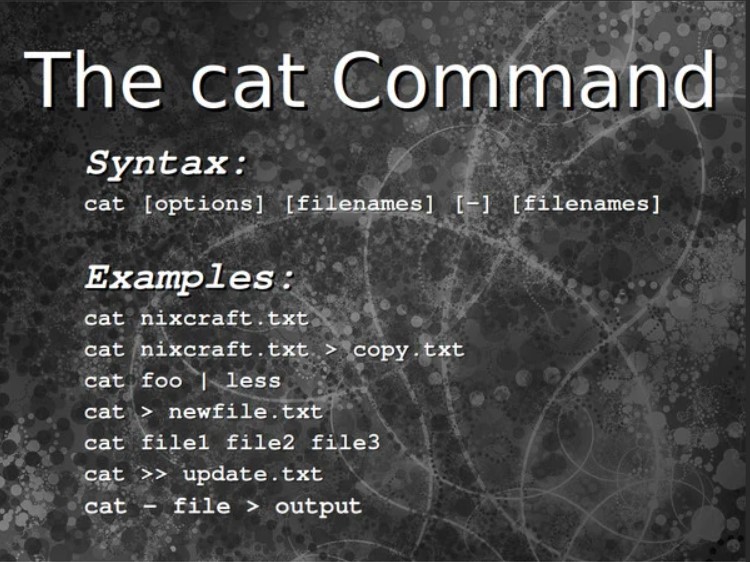 The cat Command
Syntax:
cat [options] [filenames] [-] [filenames]
Examples:
cat nixcraft.txt
cat nixcraft.txt > copy.txt
cat foo | less
cat > newfile.txt
cat file1 file2 file3
cat >> update.txt
cat - file > output